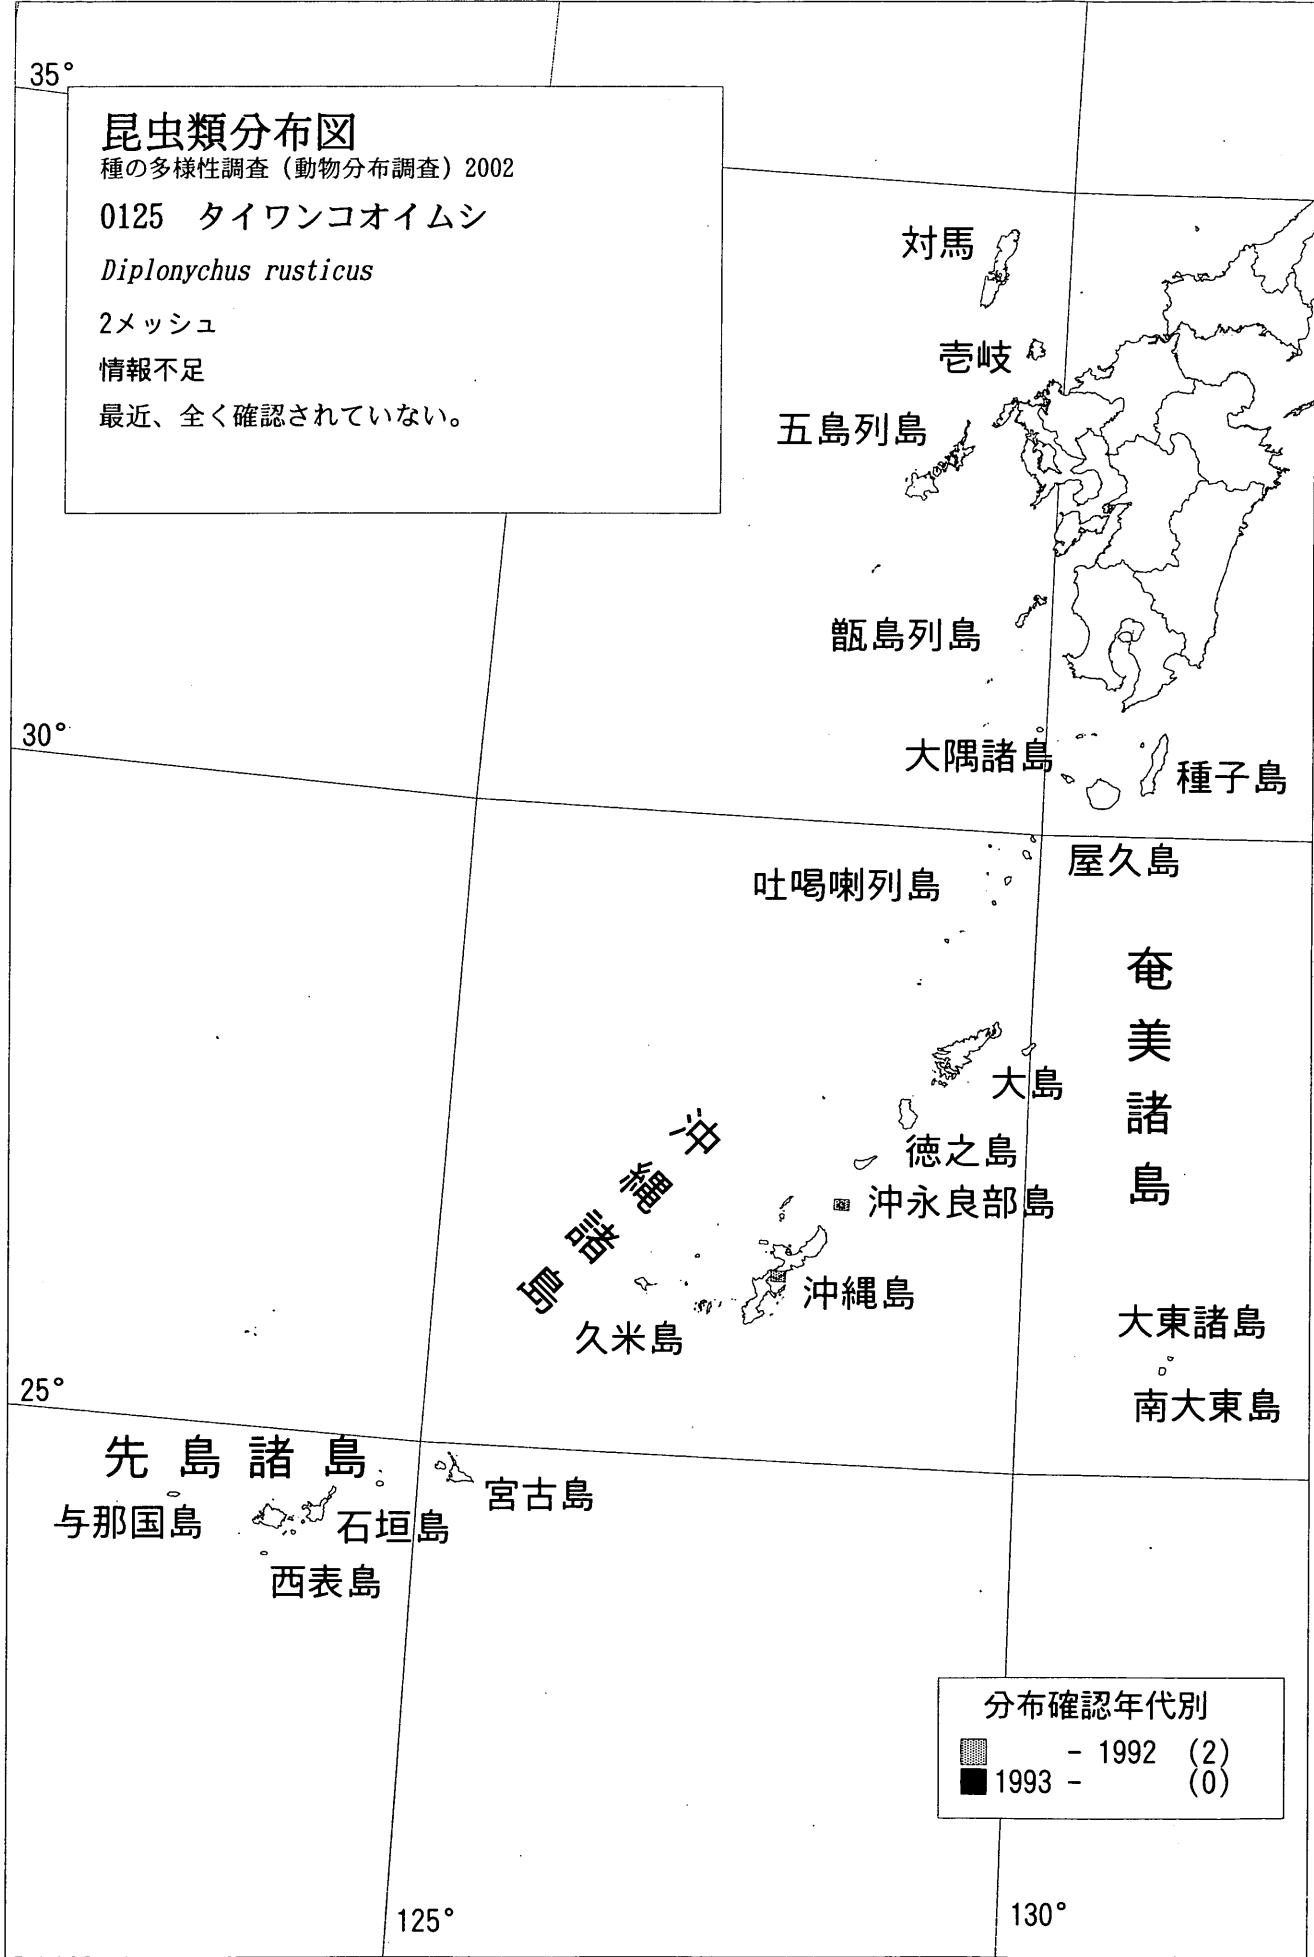 35°
昆虫類分布図
種の多様性調査（動物分布調査）2002
0125　タイワンコオイムシ
Diplonychus rusticus
2メッシュ
情報不足
最近、全く確認されていない。
対馬
壱岐
五島列島
甑島列島
30°
大隅諸島
種子島
屋久島
吐喝喇列島
奄美諸島
大島
徳之島
沖永良部島
沖縄諸島
沖縄島
久米島
大東諸島
南大東島
25°
先島諸島
宮古島
与那国島
石垣島
西表島
分布確認年代別
- 1992 (2)
1993 - (0)
125°
130°